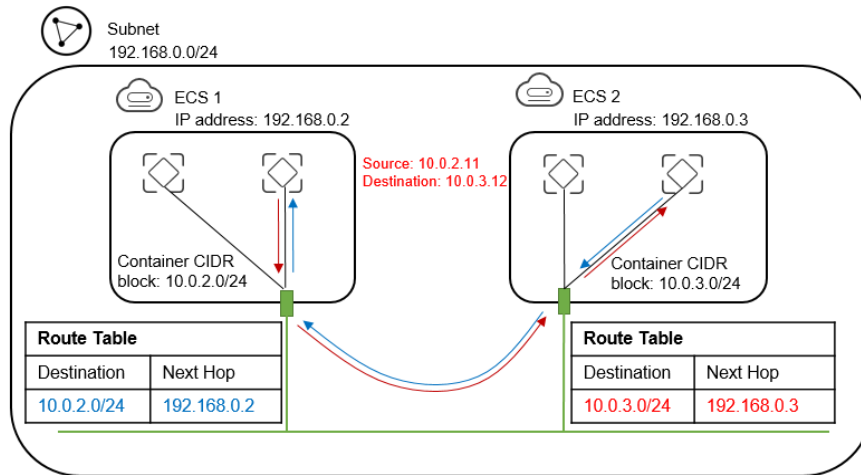 Subnet
192.168.0.0/24
ECS 1
IP address: 192.168.0.2
ECS 2
IP address: 192.168.0.3
Source: 10.0.2.11
Destination: 10.0.3.12
Container CIDR
block: 10.0.2.0/24
Container CIDR
block: 10.0.3.0/24
Route Table
Destination Next Hop
10.0.2.0/24 192.168.0.2
Route Table
Destination Next Hop
10.0.3.0/24 192.168.0.3